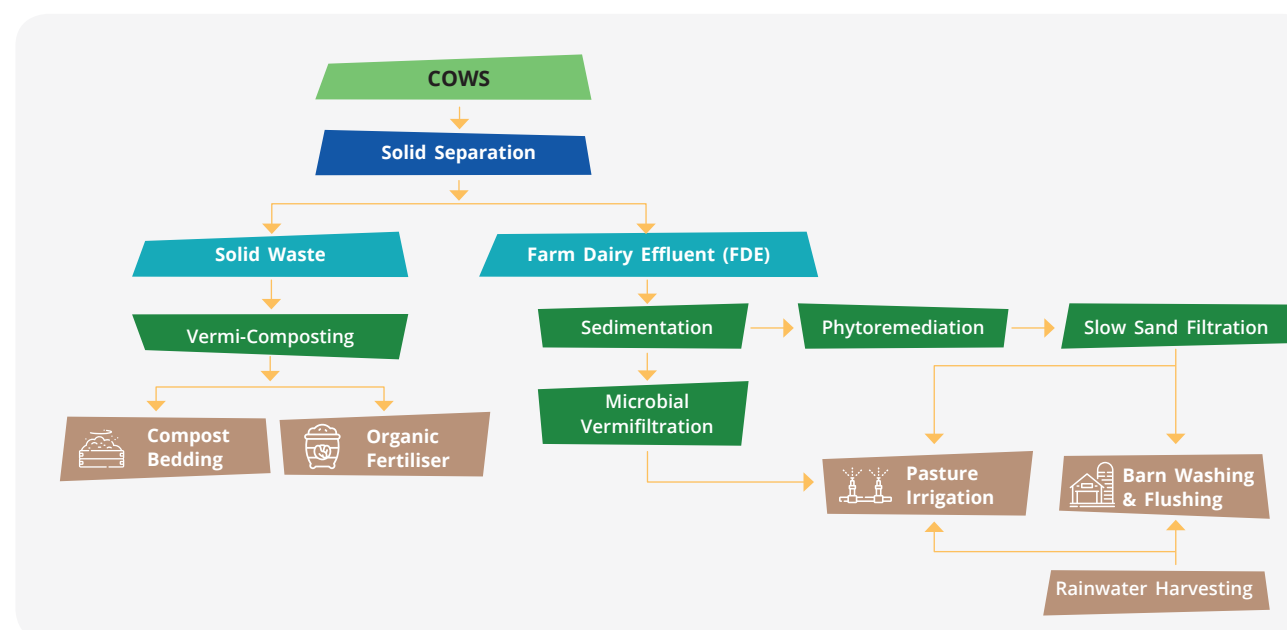 COWS
Solid Separation
Solid Waste
Farm Dairy Effluent (FDE)
Vermi-Composting
Sedimentation
Phytoremediation
Slow Sand Filtration
Microbial
Vermifiltration
Compost
Bedding
Organic
Fertiliser
Pasture
Irrigation
Barn Washing
& Flushing
Rainwater Harvesting